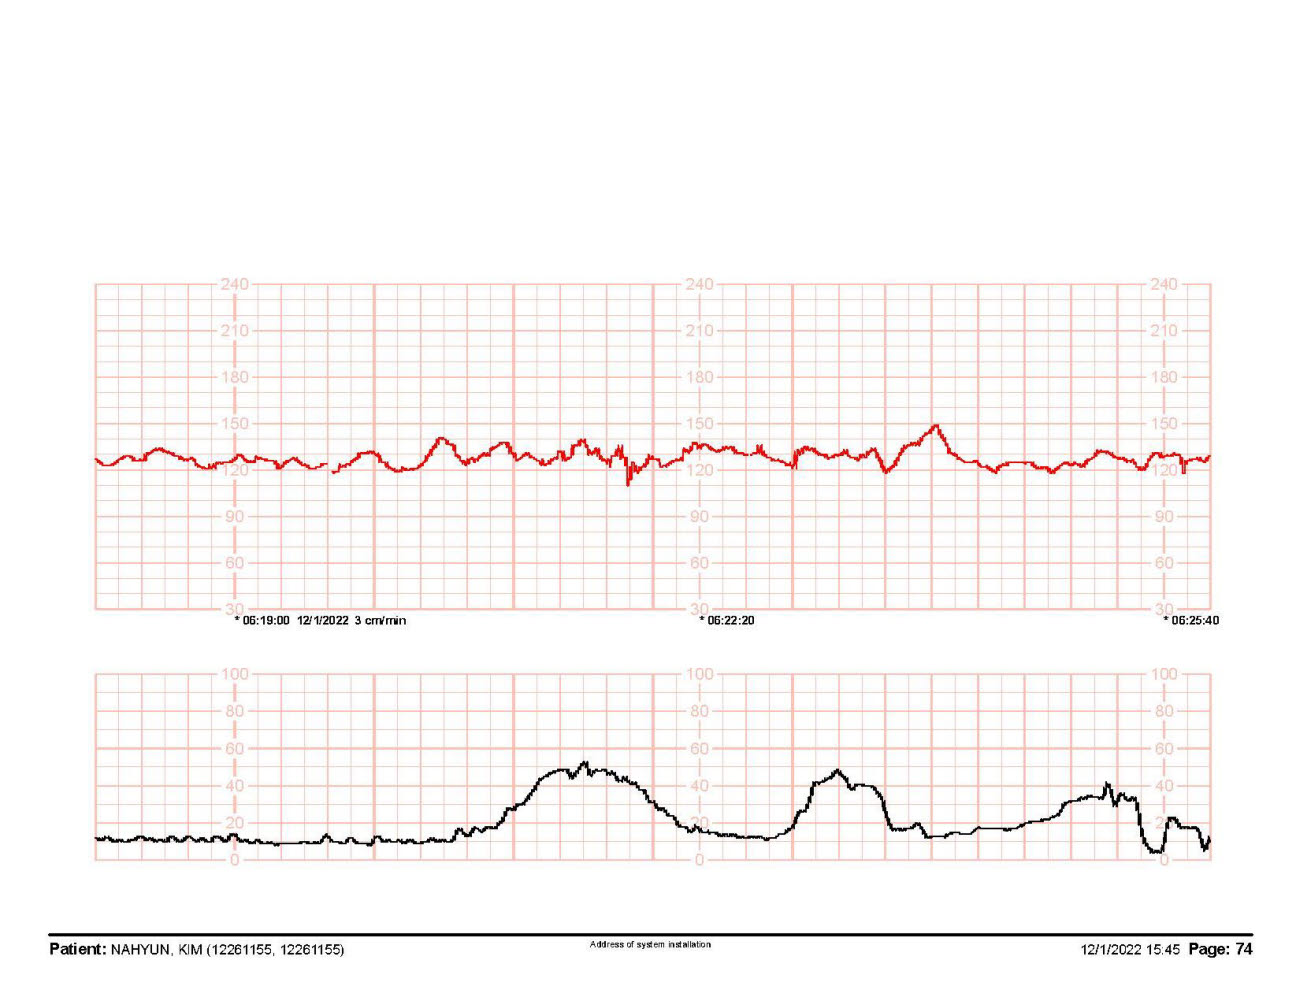 240 240 240
210 210 210
180 180 180
150 150 150
120 120 120
90 90 90
60 60 60
30 30 30
* 06:19:00 12/1/2022 3 cm/min * 06:22:20 * 06:25:40
100 100 100
80 80 80
60 60 60
40 40 40
20 20 20
0 0 0
Patient: NAHYUN, KIM (12261155, 12261155) Address of system installation 12/1/2022 15:45 Page: 74